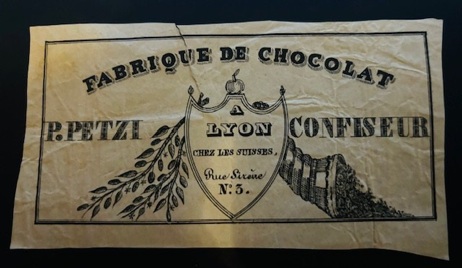 FABRIQUE DE CHOCOLAT
P. PETZI
A
LYON
CHEZ LES SUISSES.
CONFISEUR
Rue Sirène
N.º 3.